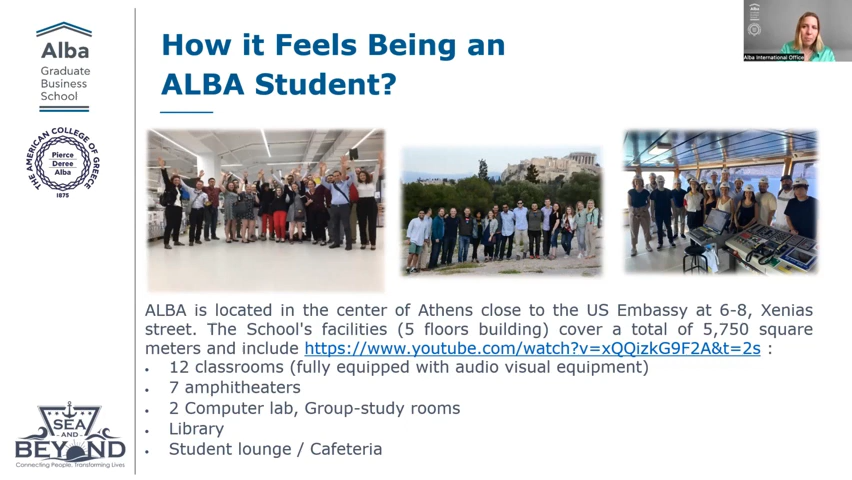 Alba
Graduate
Business
School
THE AMERICAN COLLEGE OF GREECE
Pierce
Deree
Alba
1875
How it Feels Being an
ALBA Student?
Alba International Office
ALBA is located in the center of Athens close to the US Embassy at 6-8, Xenias
street. The School's facilities (5 floors building) cover a total of 5,750 square
meters and include https://www.youtube.com/watch?v=xQQizkG9F2A&t=2s :
• 12 classrooms (fully equipped with audio visual equipment)
• 7 amphitheaters
• 2 Computer lab, Group-study rooms
• Library
• Student lounge / Cafeteria
SEA
AND
BEYOND
Connecting People, Transforming Lives